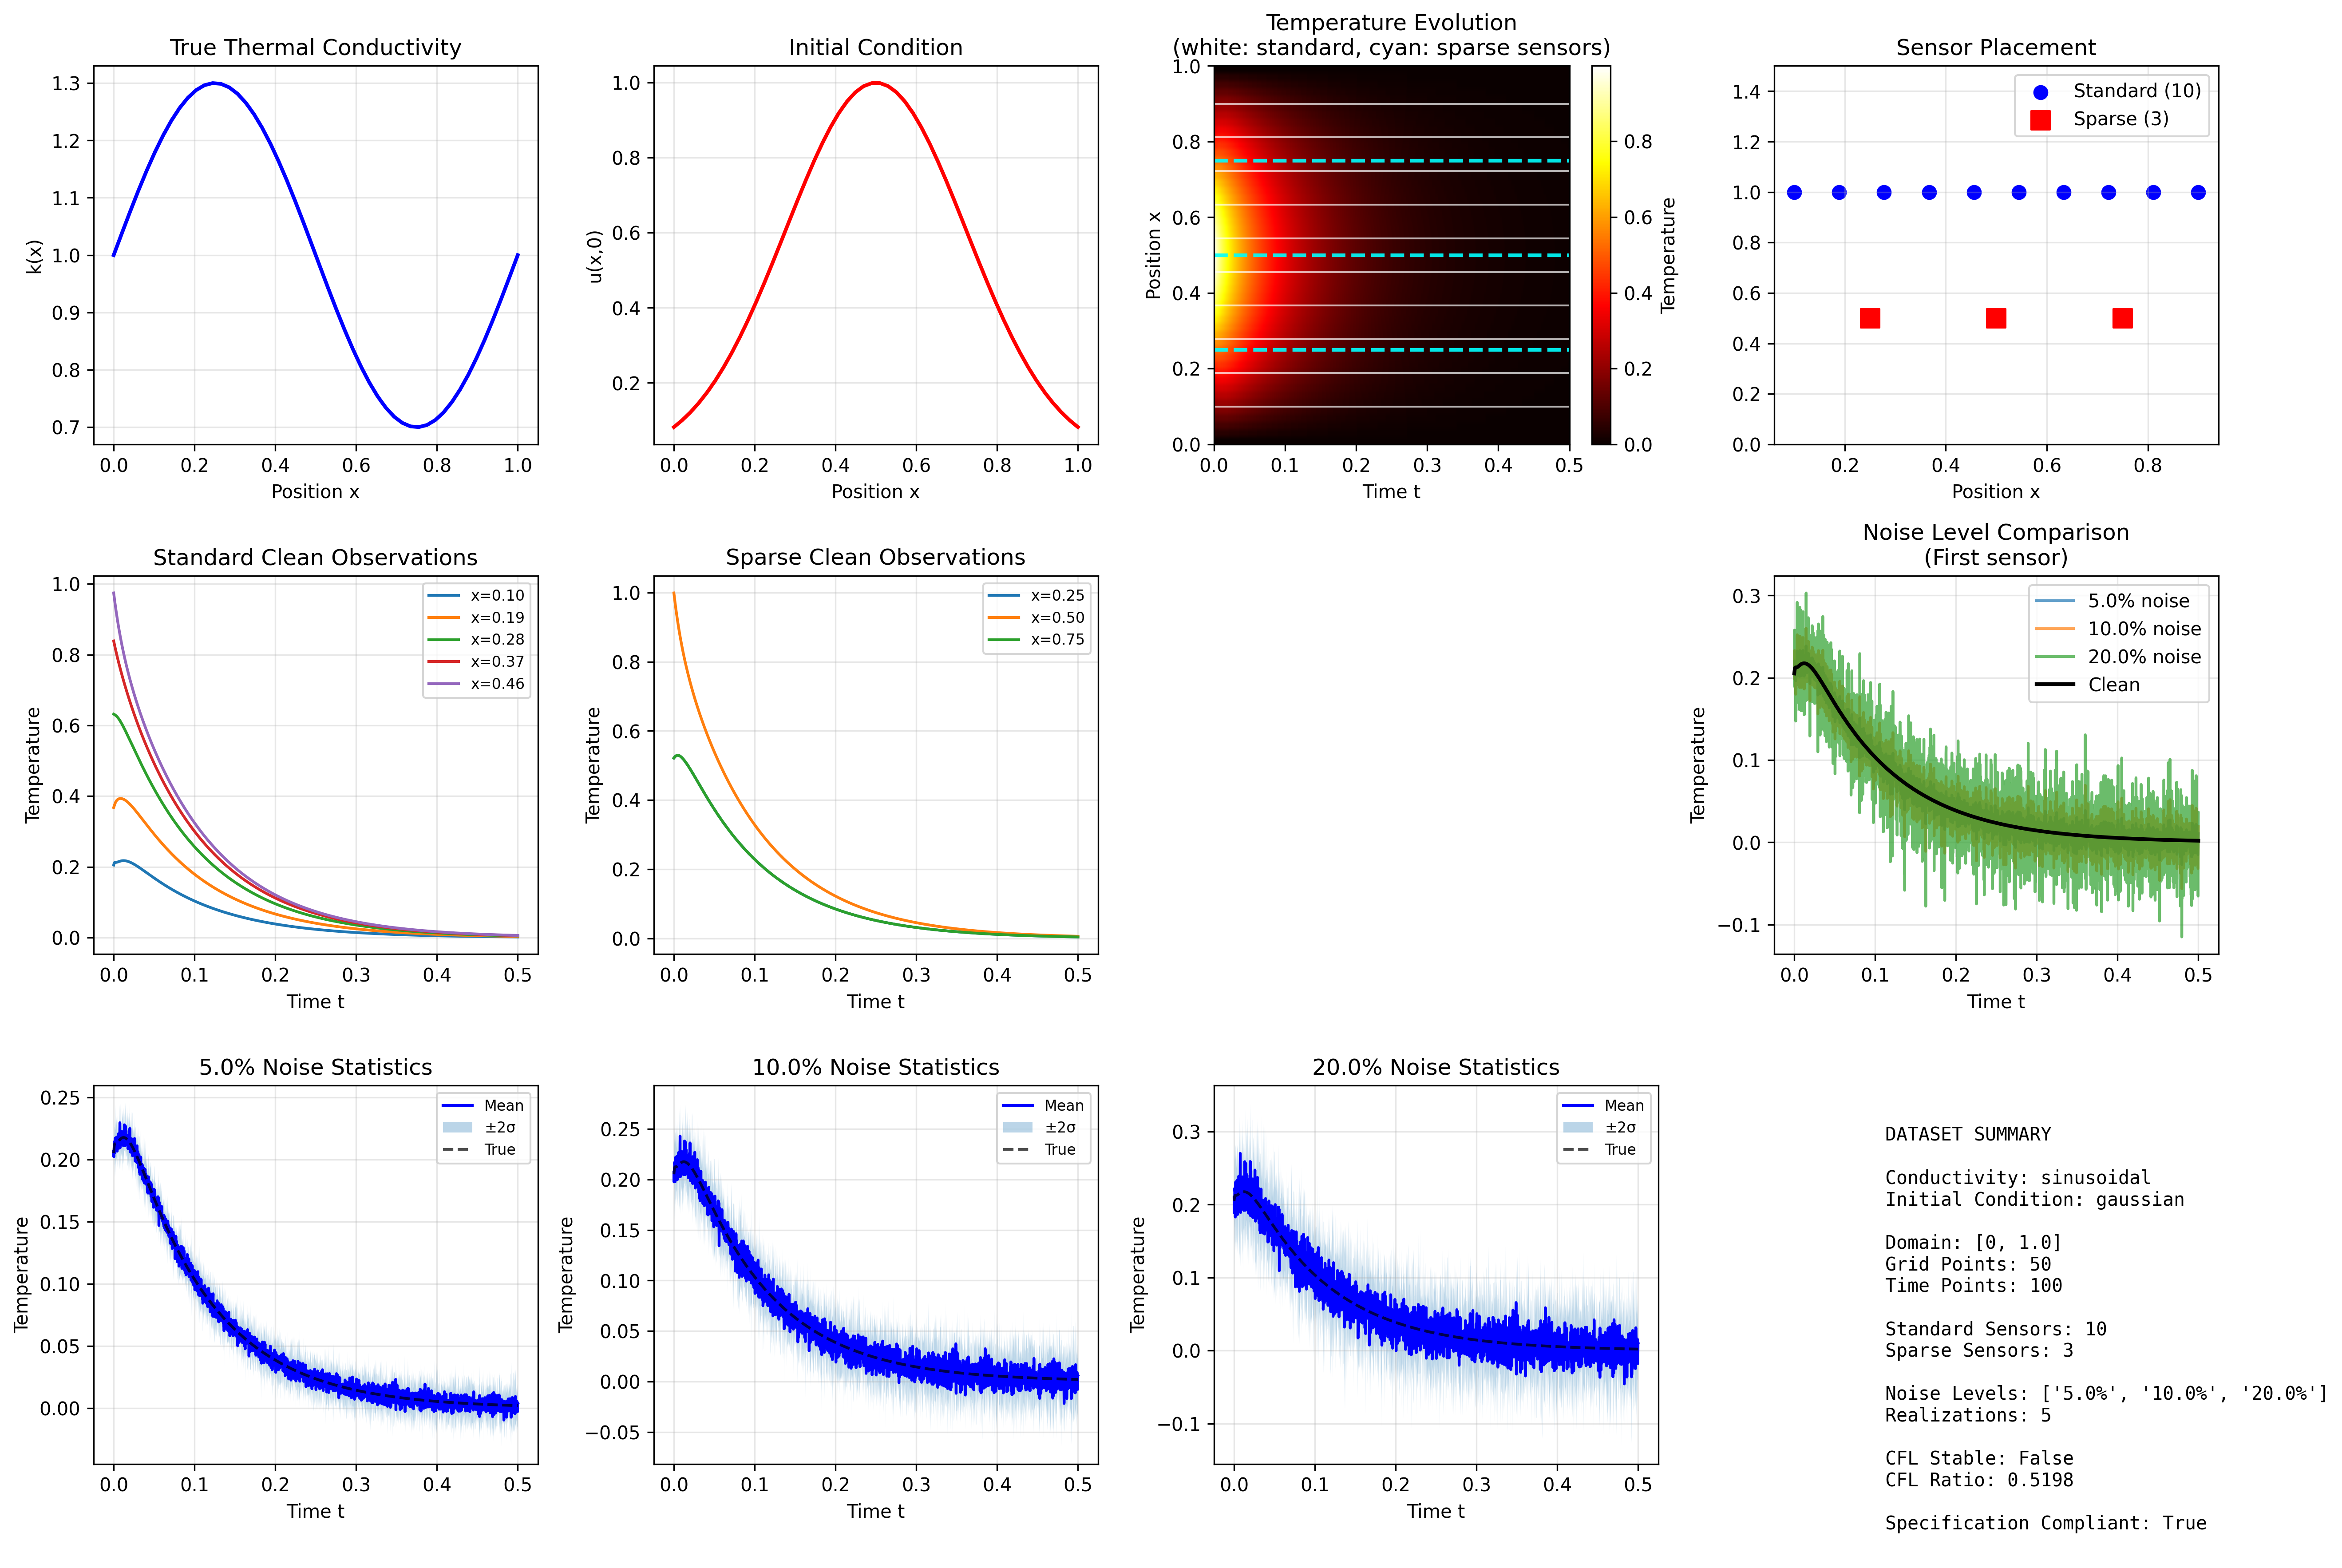 True Thermal Conductivity
k(x)
1.3
1.2
1.1
1.0
0.9
0.8
0.7
0.0 0.2 0.4 0.6 0.8 1.0
Position x
Initial Condition
u(x,0)
1.0
0.8
0.6
0.4
0.2
0.0 0.2 0.4 0.6 0.8 1.0
Position x
Temperature Evolution
(white: standard, cyan: sparse sensors)
Position x
1.0
0.8
0.6
0.4
0.2
0.0
0.0 0.1 0.2 0.3 0.4 0.5
Time t
0.8
0.6
0.4
0.2
0.0
Temperature
Sensor Placement
1.4
1.2
1.0
0.8
0.6
0.4
0.2
0.0
Standard (10)
Sparse (3)
0.2 0.4 0.6 0.8
Position x
Standard Clean Observations
Temperature
1.0
0.8
0.6
0.4
0.2
0.0
x=0.10
x=0.19
x=0.28
x=0.37
x=0.46
0.0 0.1 0.2 0.3 0.4 0.5
Time t
Sparse Clean Observations
Temperature
1.0
0.8
0.6
0.4
0.2
0.0
x=0.25
x=0.50
x=0.75
0.0 0.1 0.2 0.3 0.4 0.5
Time t
Noise Level Comparison
(First sensor)
Temperature
0.3
0.2
0.1
0.0
−0.1
5.0% noise
10.0% noise
20.0% noise
Clean
0.0 0.1 0.2 0.3 0.4 0.5
Time t
5.0% Noise Statistics
Temperature
0.25
0.20
0.15
0.10
0.05
0.00
Mean
±2σ
True
0.0 0.1 0.2 0.3 0.4 0.5
Time t
10.0% Noise Statistics
Temperature
0.25
0.20
0.15
0.10
0.05
0.00
−0.05
Mean
±2σ
True
0.0 0.1 0.2 0.3 0.4 0.5
Time t
20.0% Noise Statistics
Temperature
0.3
0.2
0.1
0.0
−0.1
Mean
±2σ
True
0.0 0.1 0.2 0.3 0.4 0.5
Time t
DATASET SUMMARY
Conductivity: sinusoidal
Initial Condition: gaussian
Domain: [0, 1.0]
Grid Points: 50
Time Points: 100
Standard Sensors: 10
Sparse Sensors: 3
Noise Levels: ['5.0%', '10.0%', '20.0%']
Realizations: 5
CFL Stable: False
CFL Ratio: 0.5198
Specification Compliant: True